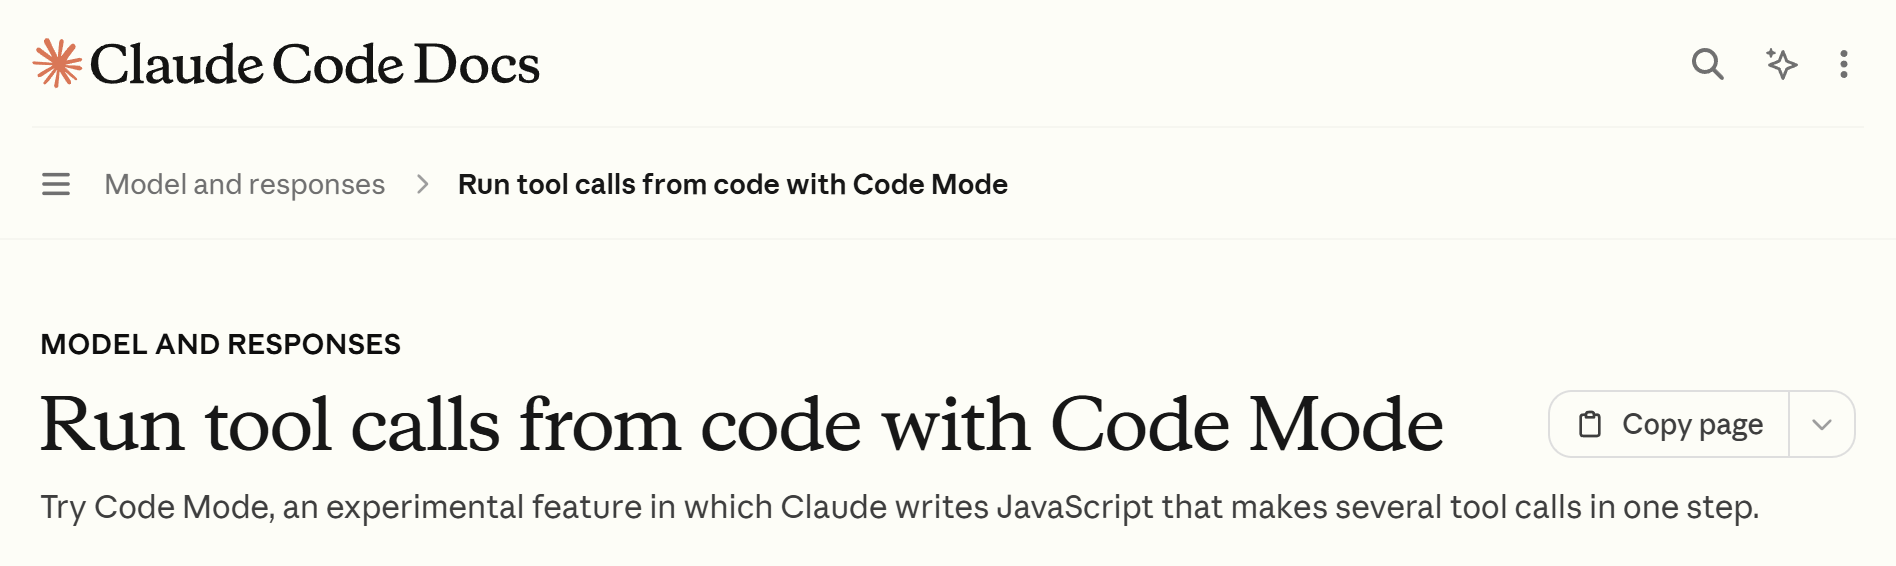 Claude Code Docs
Model and responses
Run tool calls from code with Code Mode
MODEL AND RESPONSES
Run tool calls from code with Code Mode
Copy page
Try Code Mode, an experimental feature in which Claude writes JavaScript that makes several tool calls in one step.